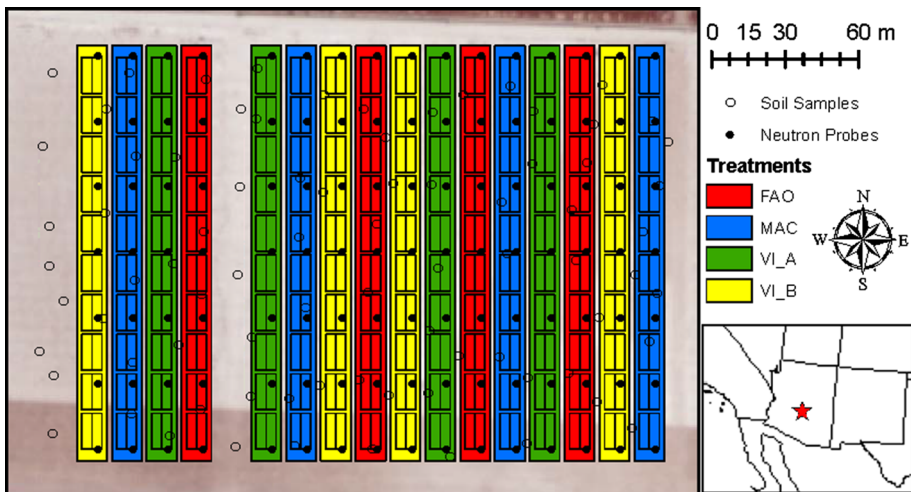 0 15 30 60 m
Soil Samples
Neutron Probes
Treatments
FAO
MAC
VI_A
VI_B
N
W E
S